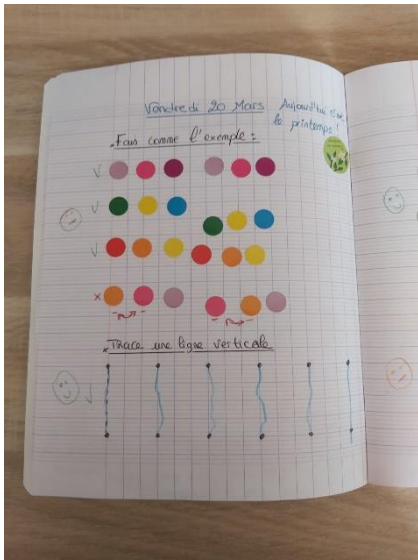 Vendredi 20 Mars
Aujourd'hui c'est
le printemps !
Fais comme l'exemple :
Trace une ligne verticale